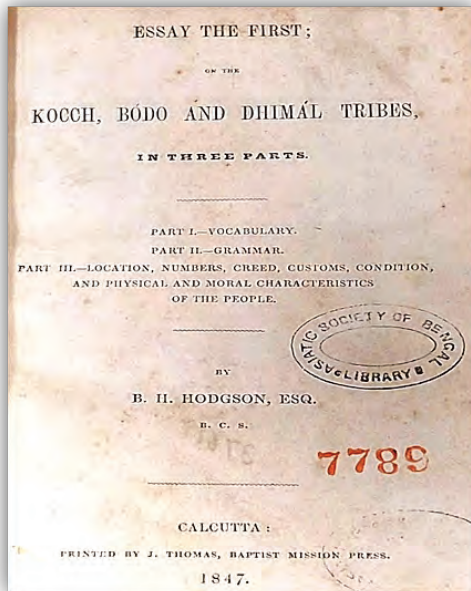 ESSAY THE FIRST;
ON THE
KOCCH, BÓDO AND DHIMÁL TRIBES,
IN THREE PARTS.
PART I.—VOCABULARY.
PART II.—GRAMMAR.
PART III.—LOCATION, NUMBERS, CREED, CUSTOMS, CONDITION,
AND PHYSICAL AND MORAL CHARACTERISTICS
OF THE PEOPLE.
ASIATIC SOCIETY OF BENGAL
LIBRARY
BY
B. H. HODGSON, ESQ.
B. C. S.
7789
CALCUTTA:
PRINTED BY J. THOMAS, BAPTIST MISSION PRESS.
1847.